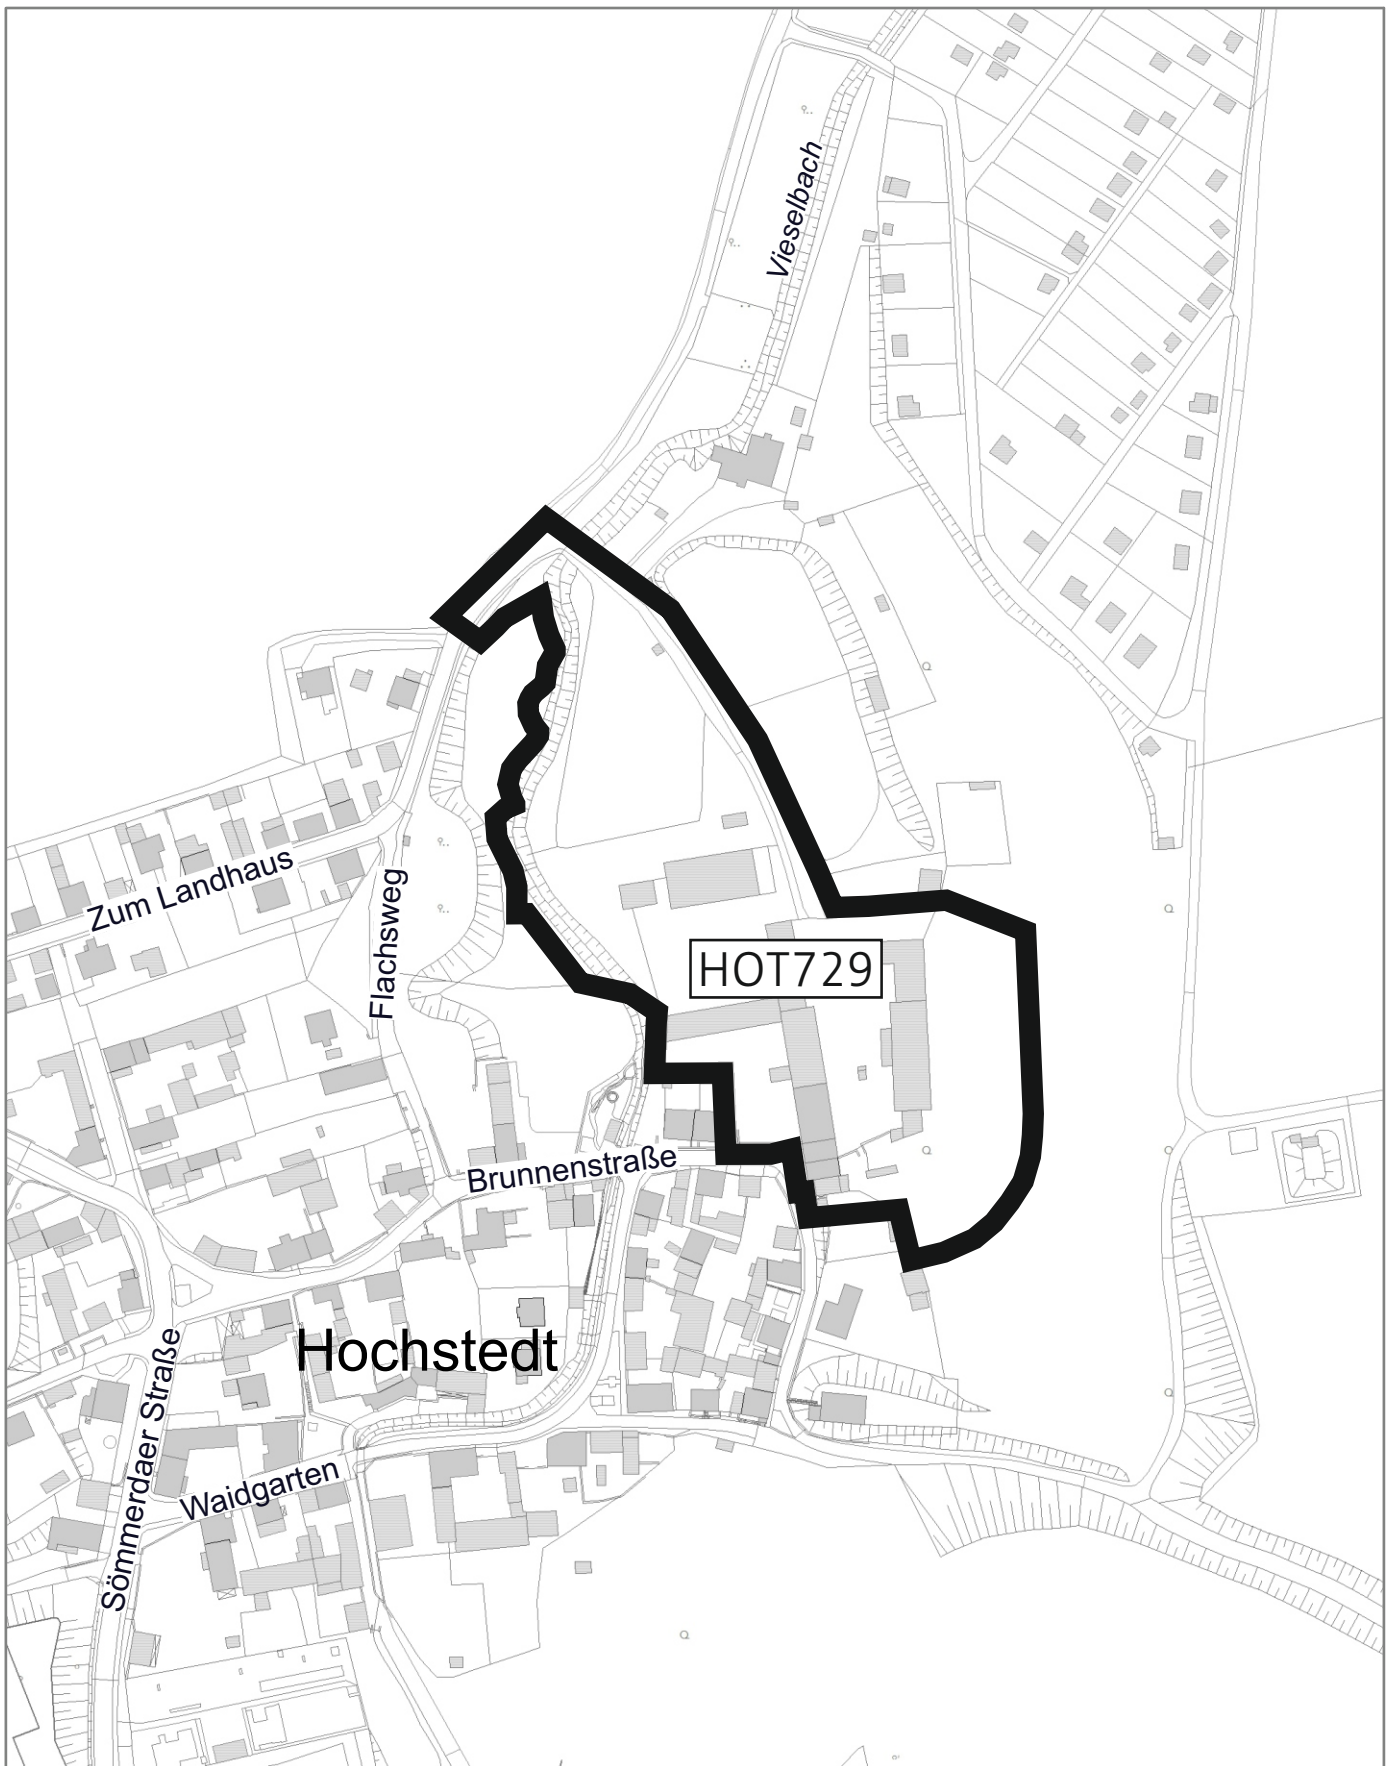 Vieselbach
Zum Landhaus
Flachsweg
HOT729
Brunnenstraße
Hochstedt
Sömmerdaer Straße
Waidgarten